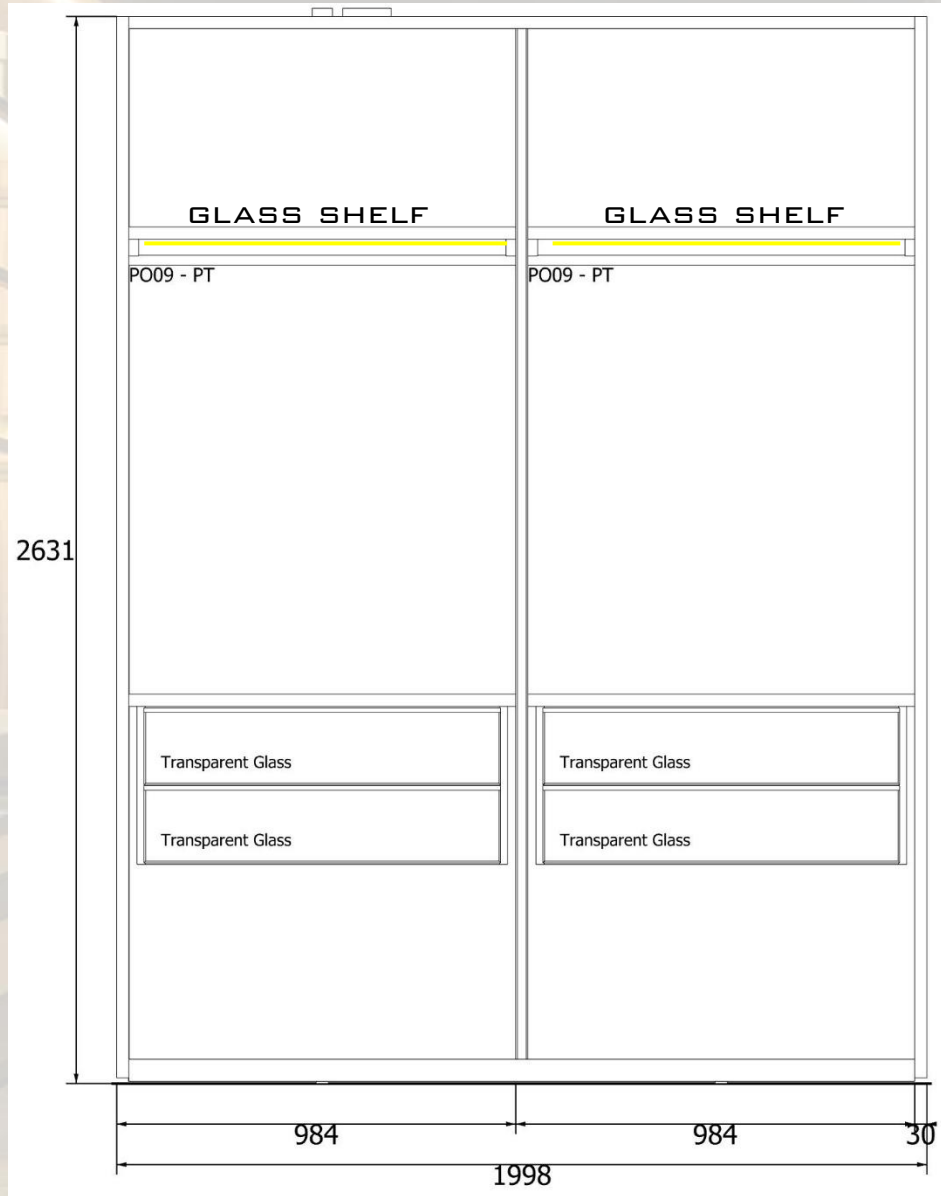 GLASS SHELF GLASS SHELF
PO09 - PT PO09 - PT
2631
Transparent Glass Transparent Glass
Transparent Glass Transparent Glass
984 984 30
1998